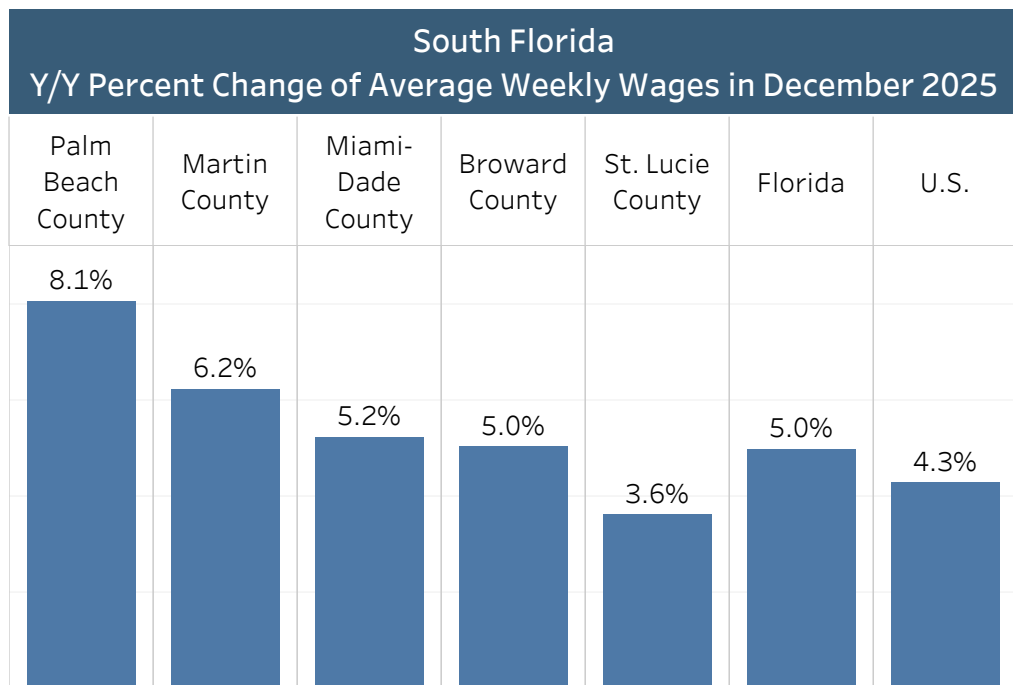 South Florida
Y/Y Percent Change of Average Weekly Wages in December 2025
Palm
Beach
County
Martin
County
Miami-
Dade
County
Broward
County
St. Lucie
County
Florida
U.S.
8.1%
6.2%
5.2%
5.0%
3.6%
5.0%
4.3%